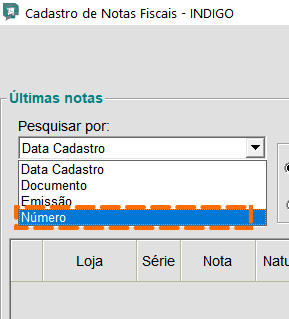 Cadastro de Notas Fiscais - INDIGO
Últimas notas
Pesquisar por:
Data Cadastro
Data Cadastro
Documento
Emissão
Número
Loja Série Nota Natu